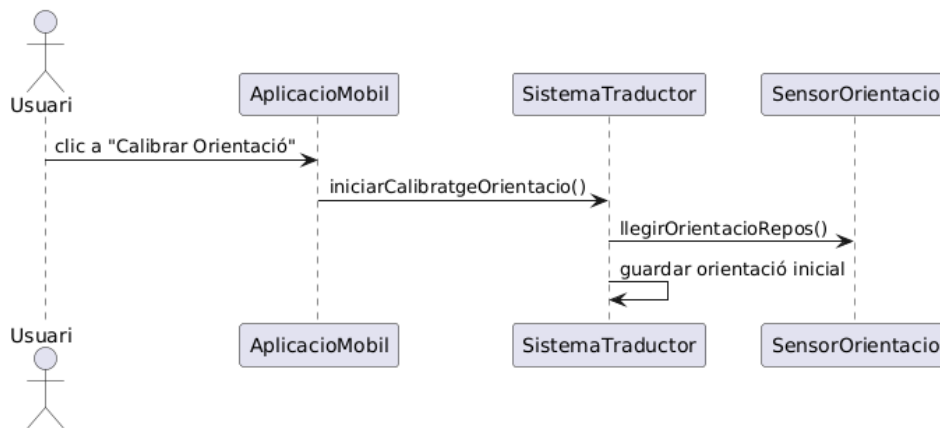 Usuari
AplicacioMobil
SistemaTraductor
SensorOrientacio
clic a "Calibrar Orientació"
iniciarCalibratgeOrientacio()
llegirOrientacioRepos()
guardar orientació inicial
Usuari
AplicacioMobil
SistemaTraductor
SensorOrientacio